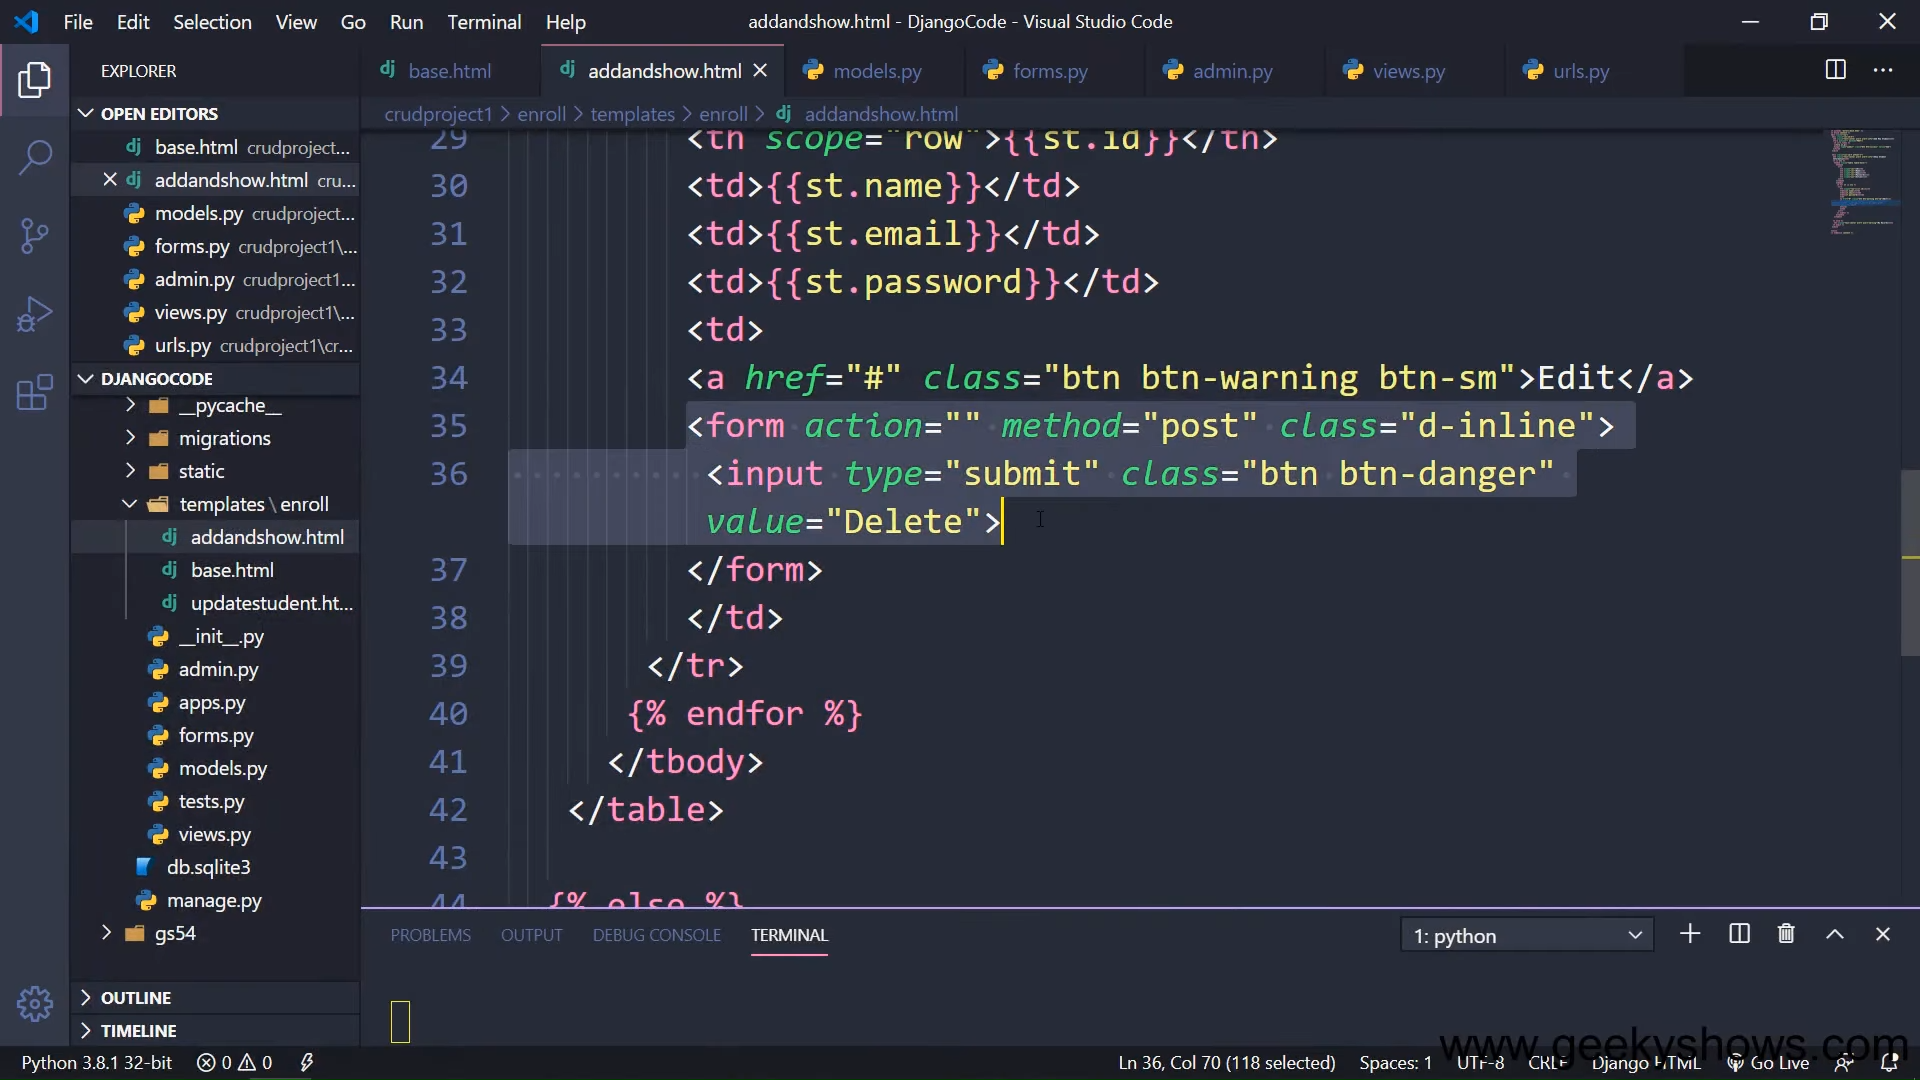 File Edit Selection View Go Run Terminal Help
addandshow.html - DjangoCode - Visual Studio Code
EXPLORER
base.html addandshow.html models.py forms.py admin.py views.py urls.py
OPEN EDITORS
base.html crudproject...
addandshow.html cru...
models.py crudproject...
forms.py crudproject1\...
admin.py crudproject1...
views.py crudproject1\...
urls.py crudproject1\cr...
DJANGOCODE
__pycache__
migrations
static
templates\enroll
addandshow.html
base.html
updatestudent.ht...
__init__.py
admin.py
apps.py
forms.py
models.py
tests.py
views.py
db.sqlite3
manage.py
gs54
OUTLINE
TIMELINE
crudproject1 > enroll > templates > enroll > addandshow.html
29 <th scope="row">{{st.id}}</th>
30 <td>{{st.name}}</td>
31 <td>{{st.email}}</td>
32 <td>{{st.password}}</td>
33 <td>
34 <a href="#" class="btn btn-warning btn-sm">Edit</a>
35 <form action="" method="post" class="d-inline">
36 <input type="submit" class="btn btn-danger"
value="Delete">
37 </form>
38 </td>
39 </tr>
40 {% endfor %}
41 </tbody>
42 </table>
43
44 {% else %}
PROBLEMS OUTPUT DEBUG CONSOLE TERMINAL
1: python
www.geekyshows.com
Python 3.8.1 32-bit 0 0 Ln 36, Col 70 (118 selected) Spaces: 1 UTF-8 CRLF Django HTML Go Live